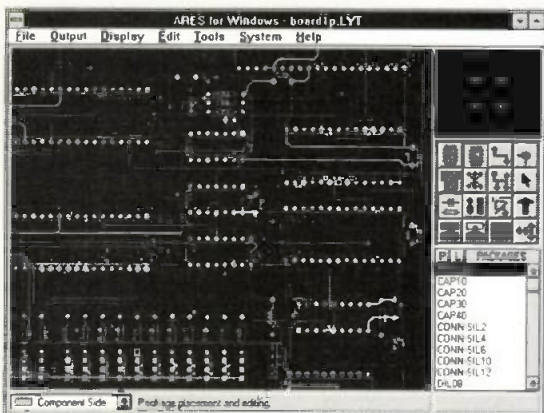 ARES for Windows - board1p.LYT
File Output Display Edit Tools System Help
P L PACKAGES
CAP10
CAP20
CAP30
CAP40
CONN-SIL2
CONN-SIL4
CONN-SIL6
CONN-SIL10
CONN-SIL12
DIL08
Component Side Package placement and editing